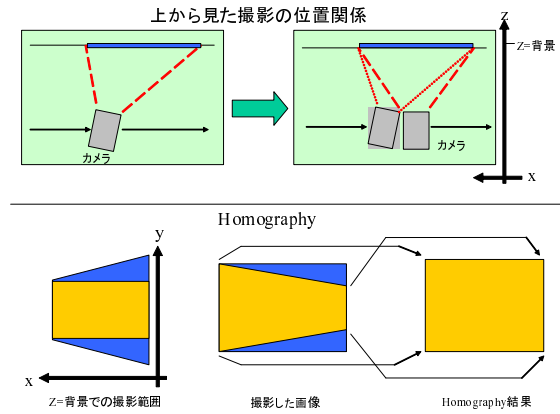 上から見た撮影の位置関係
z
Z=背景
カメラ
カメラ
x
Homography
y
x
Z=背景での撮影範囲
撮影した画像
Homography結果